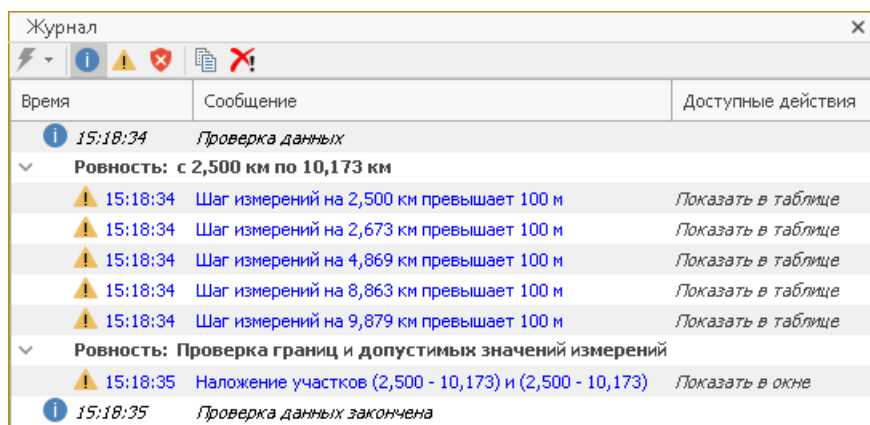 Журнал
Время Сообщение Доступные действия
15:18:34 Проверка данных
Ровность: с 2,500 км по 10,173 км
15:18:34 Шаг измерений на 2,500 км превышает 100 м Показать в таблице
15:18:34 Шаг измерений на 2,673 км превышает 100 м Показать в таблице
15:18:34 Шаг измерений на 4,869 км превышает 100 м Показать в таблице
15:18:34 Шаг измерений на 8,863 км превышает 100 м Показать в таблице
15:18:34 Шаг измерений на 9,879 км превышает 100 м Показать в таблице
Ровность: Проверка границ и допустимых значений измерений
15:18:35 Наложение участков (2,500 - 10,173) и (2,500 - 10,173) Показать в окне
15:18:35 Проверка данных закончена